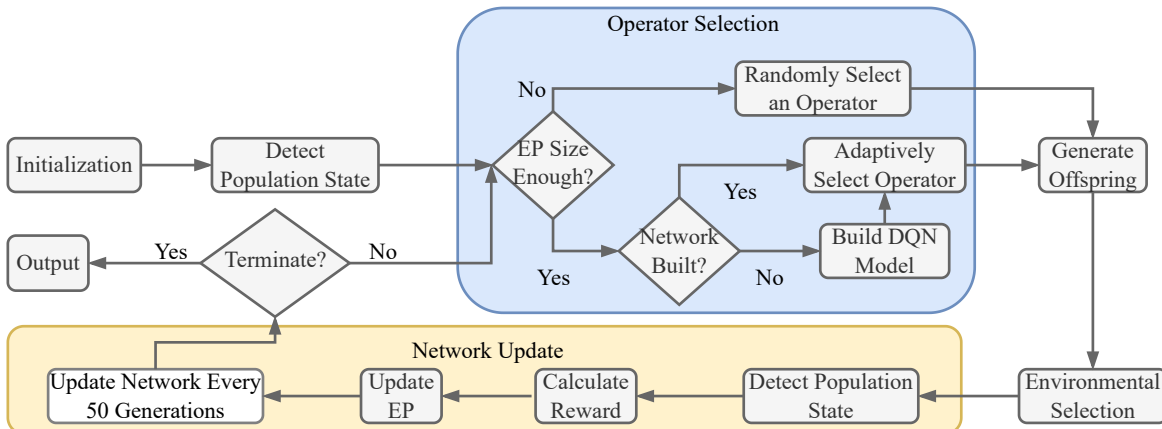 Operator Selection
Randomly Select
an Operator
No
EP Size
Enough?
Initialization
Detect
Population State
Adaptively
Select Operator
Generate
Offspring
Yes
Network
Built?
Build DQN
Model
Yes
No
Output
Yes
Terminate?
No
Network Update
Update Network Every
50 Generations
Update
EP
Calculate
Reward
Detect Population
State
Environmental
Selection